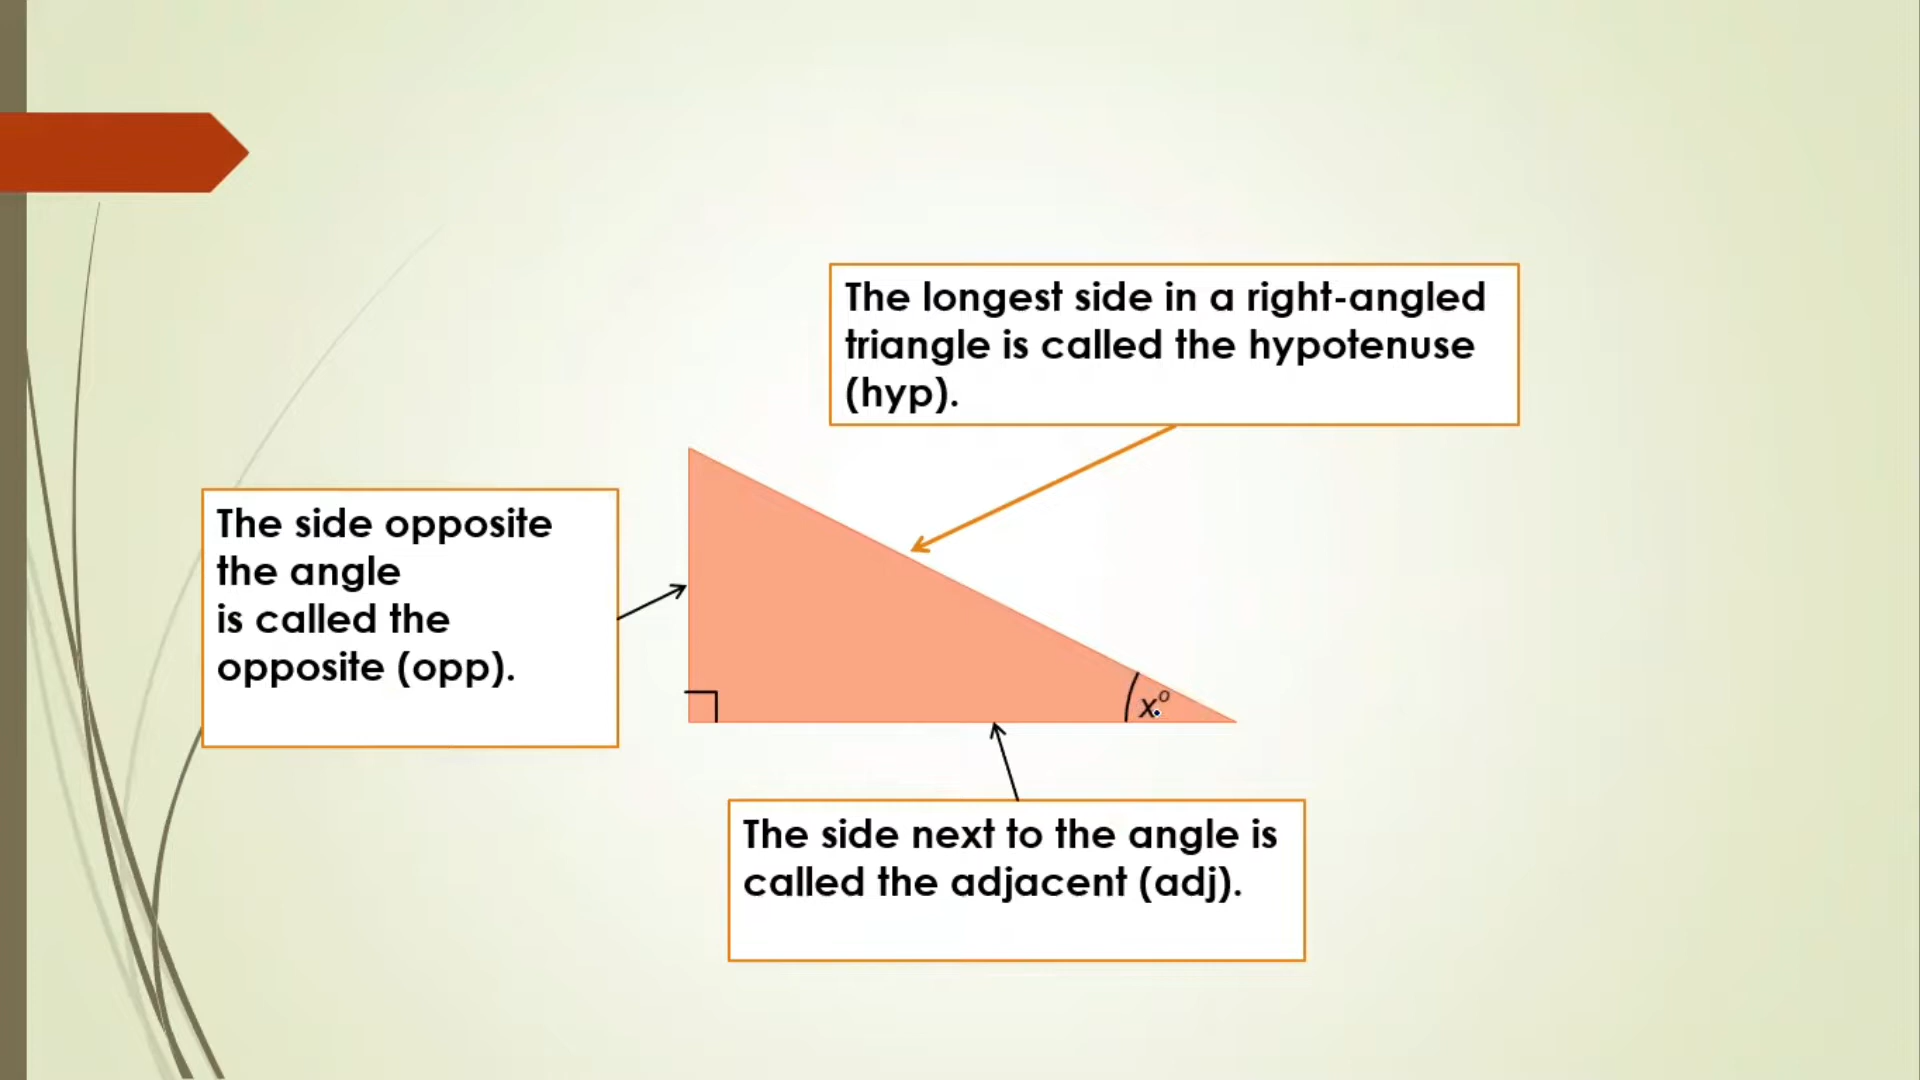 The longest side in a right-angled
triangle is called the hypotenuse
(hyp).
The side opposite
the angle
is called the
opposite (opp).
x°
The side next to the angle is
called the adjacent (adj).